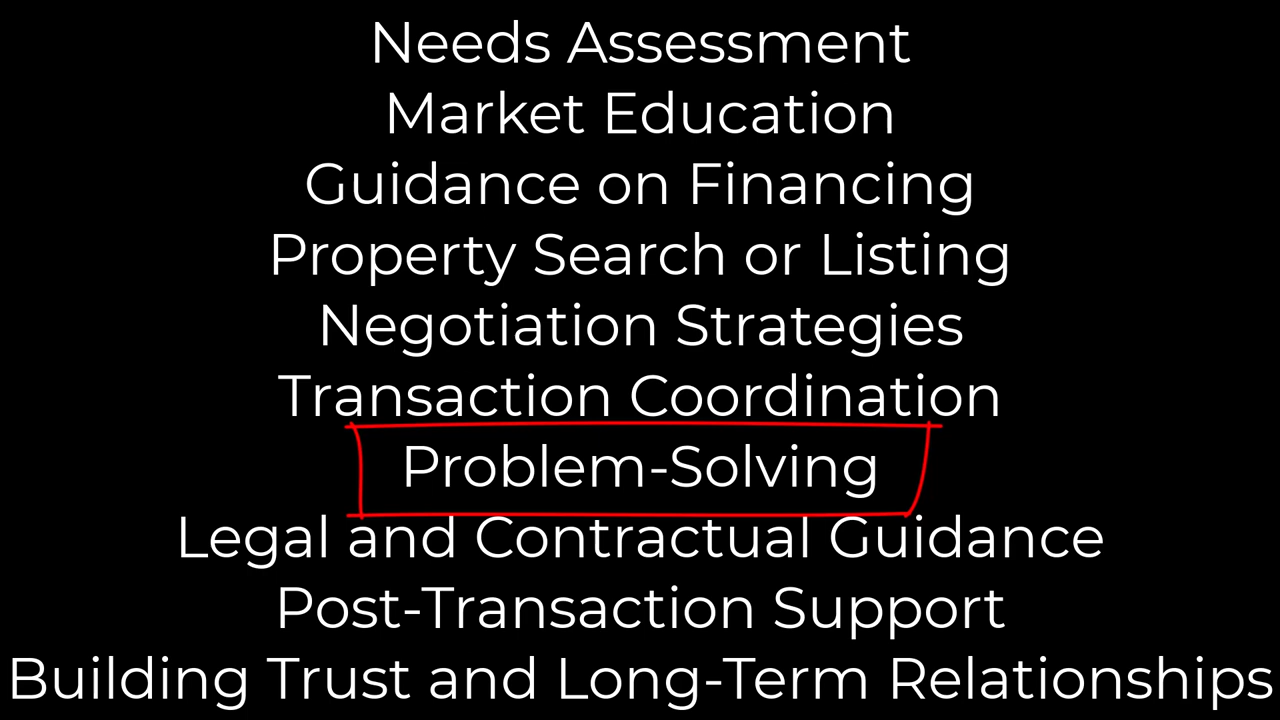 Needs Assessment
Market Education
Guidance on Financing
Property Search or Listing
Negotiation Strategies
Transaction Coordination
Problem-Solving
Legal and Contractual Guidance
Post-Transaction Support
Building Trust and Long-Term Relationships